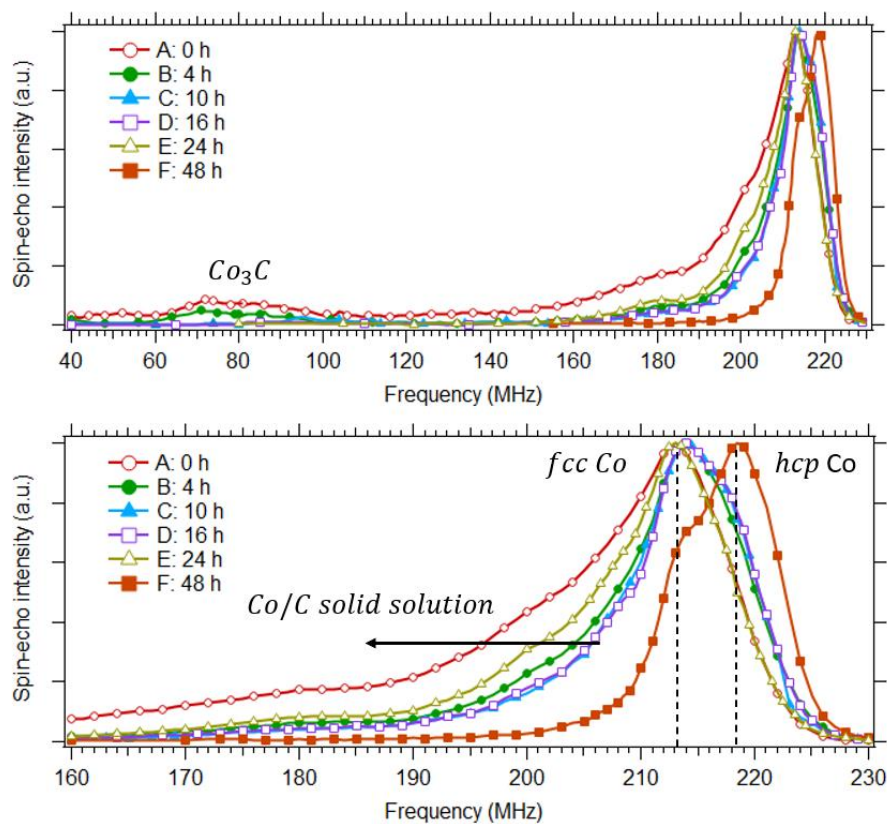 Spin-echo intensity (a.u.)
A: 0 h
B: 4 h
C: 10 h
D: 16 h
E: 24 h
F: 48 h
Co₃C
40 60 80 100 120 140 160 180 200 220
Frequency (MHz)
Spin-echo intensity (a.u.)
A: 0 h
B: 4 h
C: 10 h
D: 16 h
E: 24 h
F: 48 h
fcc Co
hcp Co
Co/C solid solution
160 170 180 190 200 210 220 230
Frequency (MHz)